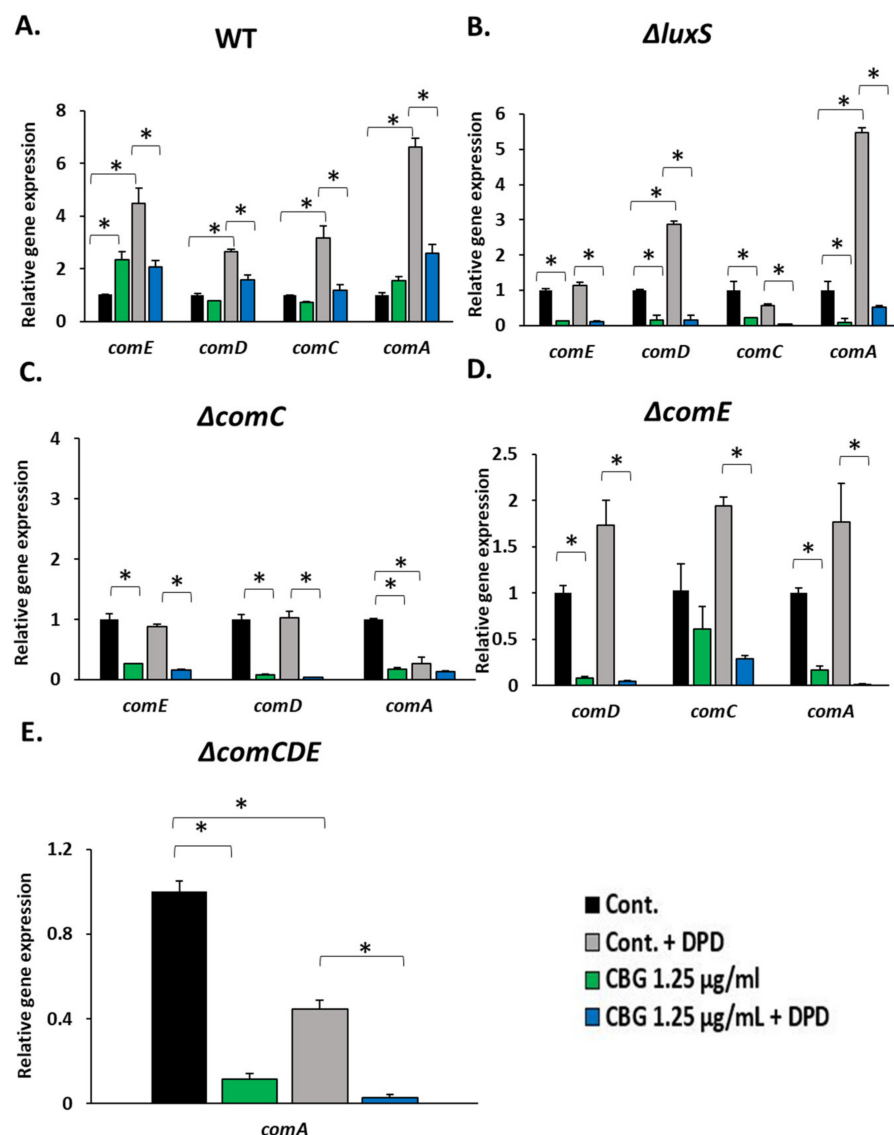 A.
WT
Relative gene expression
8
6
4
2
0
* * * * * * * * *
comE comD comC comA
B.
ΔluxS
Relative gene expression
6
5
4
3
2
1
0
* * * * * * * * * *
comE comD comC comA
C.
ΔcomC
Relative gene expression
4
3
2
1
0
* * * * * *
comE comD comA
D.
ΔcomE
Relative gene expression
2.5
2
1.5
1
0.5
0
* * * * *
comD comC comA
E.
ΔcomCDE
Relative gene expression
1.2
0.8
0.4
0
* * *
comA
Cont.
Cont. + DPD
CBG 1.25 µg/ml
CBG 1.25 µg/mL + DPD